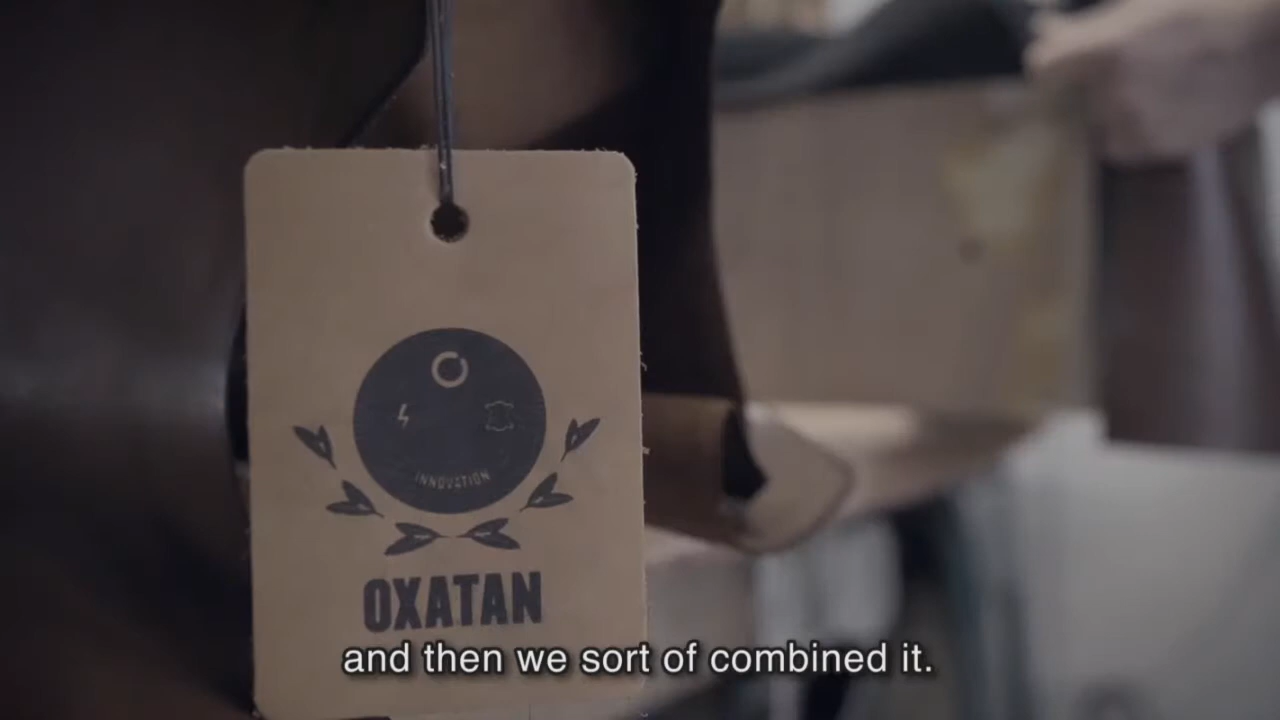 INNOVATION
OXATAN
and then we sort of combined it.